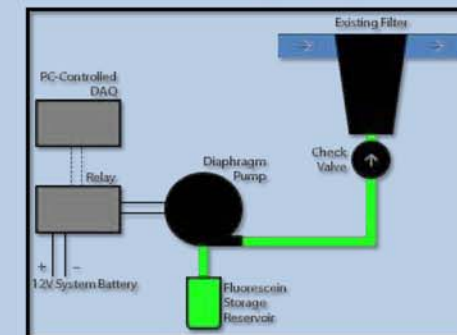 Existing Filter
PC-Controlled
DAQ
Relay
Diaphragm
Pump
Check
Valve
+ −
12V System Battery
Fluorescein
Storage
Reservoir